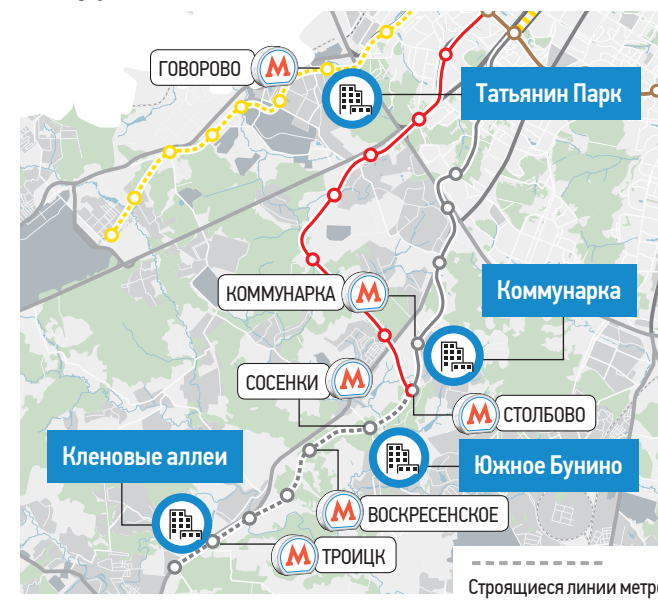 ГОВОРОВО
М
Татьянин Парк
КОММУНАРКА
М
Коммунарка
СОСЕНКИ
М
М
СТОЛБОВО
Кленовые аллеи
Южное Бунино
М
ВОСКРЕСЕНСКОЕ
М
ТРОИЦК
Строящиеся линии метро